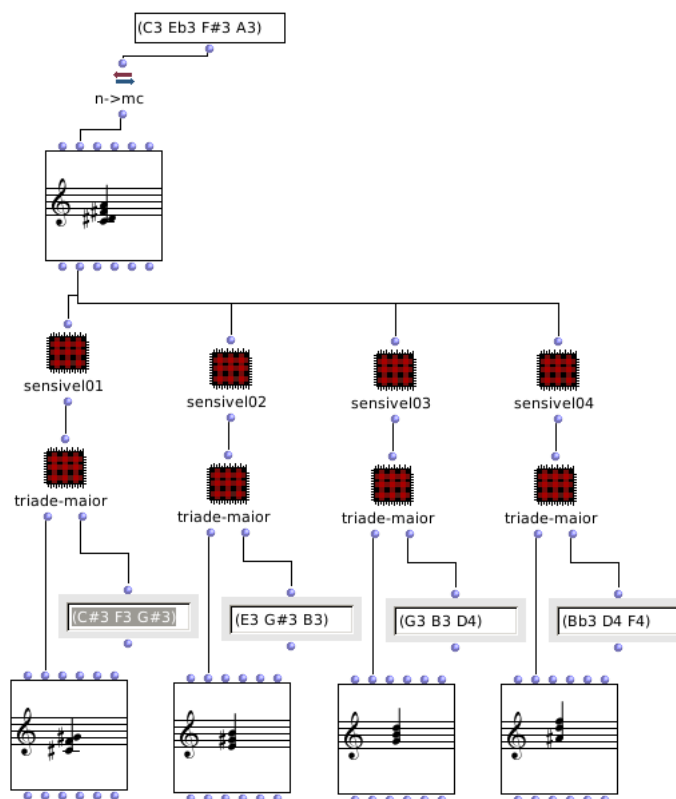 (C3 Eb3 F#3 A3)
n->mc
sensivel01
sensivel02
sensivel03
sensivel04
triade-maior
triade-maior
triade-maior
triade-maior
(C#3 F3 G#3)
(E3 G#3 B3)
(G3 B3 D4)
(Bb3 D4 F4)